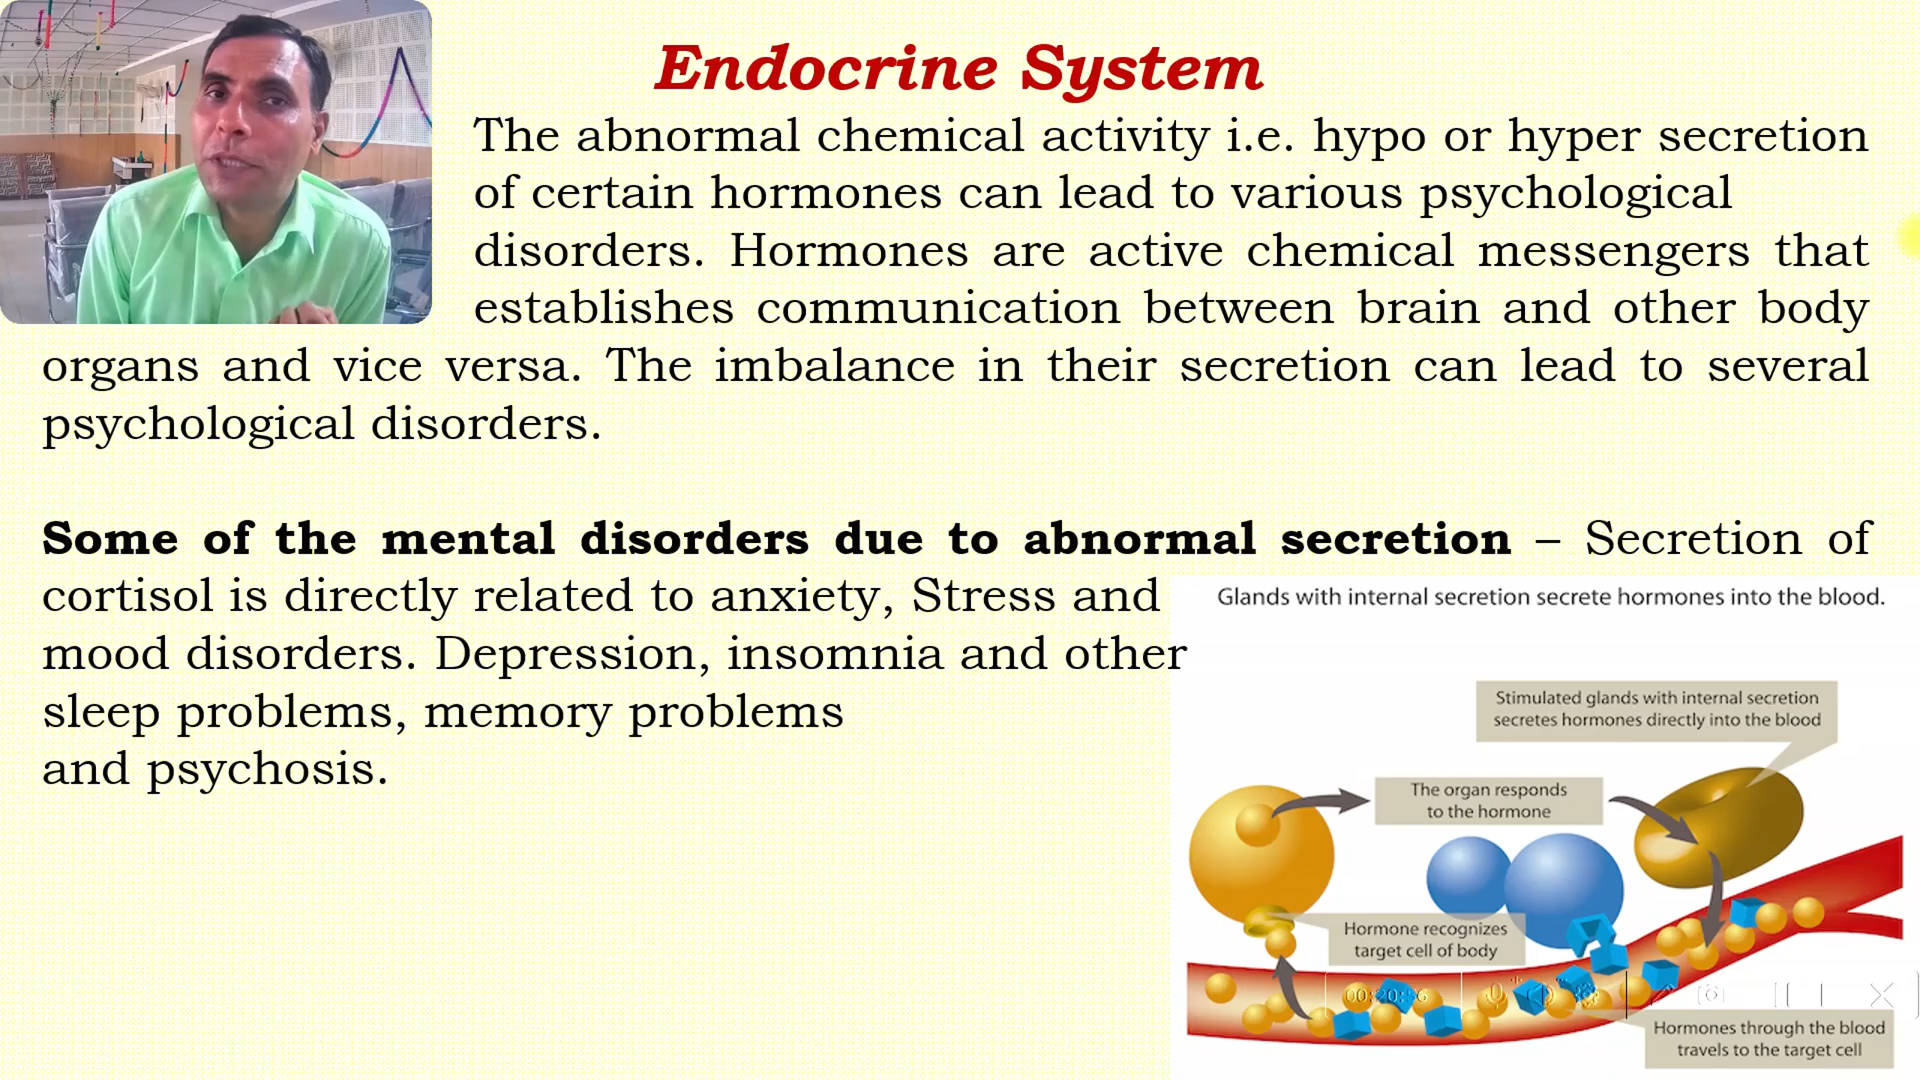 Endocrine System
The abnormal chemical activity i.e. hypo or hyper secretion
of certain hormones can lead to various psychological
disorders. Hormones are active chemical messengers that
establishes communication between brain and other body
organs and vice versa. The imbalance in their secretion can lead to several
psychological disorders.
Some of the mental disorders due to abnormal secretion – Secretion of
cortisol is directly related to anxiety, Stress and
mood disorders. Depression, insomnia and other
sleep problems, memory problems
and psychosis.
Glands with internal secretion secrete hormones into the blood.
Stimulated glands with internal secretion
secretes hormones directly into the blood
The organ responds
to the hormone
Hormone recognizes
target cell of body
00:20:56
Hormones through the blood
travels to the target cell